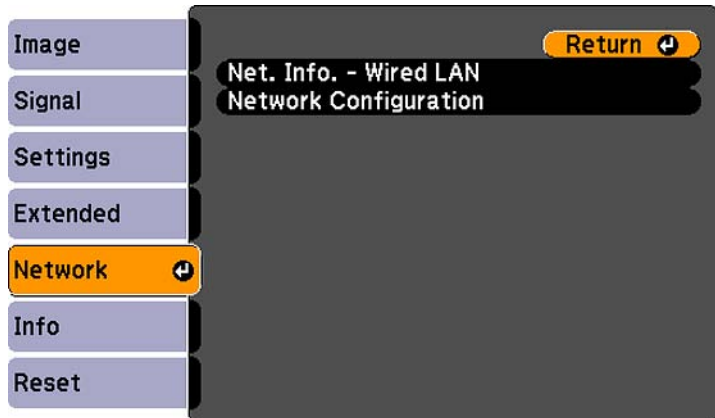 Image
Signal
Settings
Extended
Network
Info
Reset
Return
Net. Info. - Wired LAN
Network Configuration